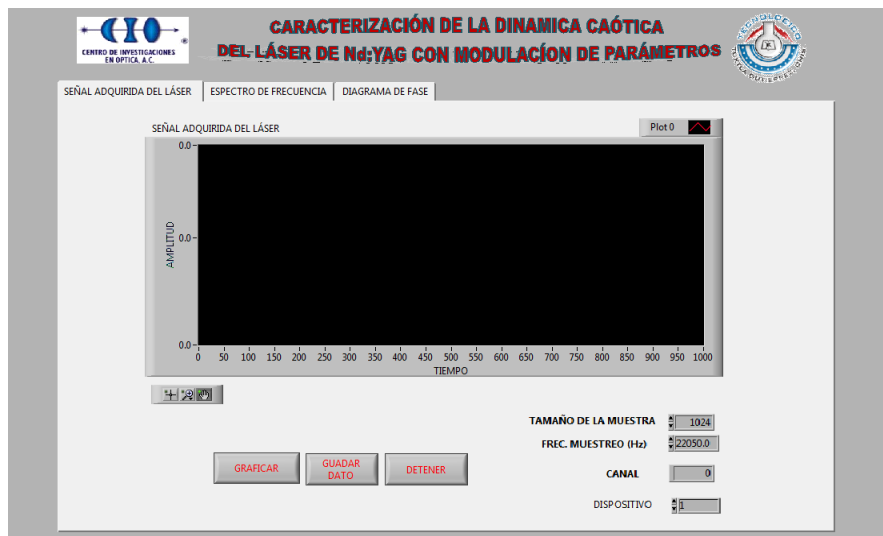 CIO
CENTRO DE INVESTIGACIONES
EN OPTICA, A.C.
CARACTERIZACIÓN DE LA DINAMICA CAÓTICA
DEL LÁSER DE Nd:YAG CON MODULACÍON DE PARÁMETROS
TECNOLOGICO
SEÑAL ADQUIRIDA DEL LÁSER
ESPECTRO DE FRECUENCIA
DIAGRAMA DE FASE
SEÑAL ADQUIRIDA DEL LÁSER
Plot 0
AMPLITUD
0.0
0.0
0.0
0 50 100 150 200 250 300 350 400 450 500 550 600 650 700 750 800 850 900 950 1000
TIEMPO
TAMAÑO DE LA MUESTRA
1024
FREC. MUESTREO (Hz)
22050.0
GRAFICAR
GUADAR
DATO
DETENER
CANAL
0
DISPOSITIVO
1